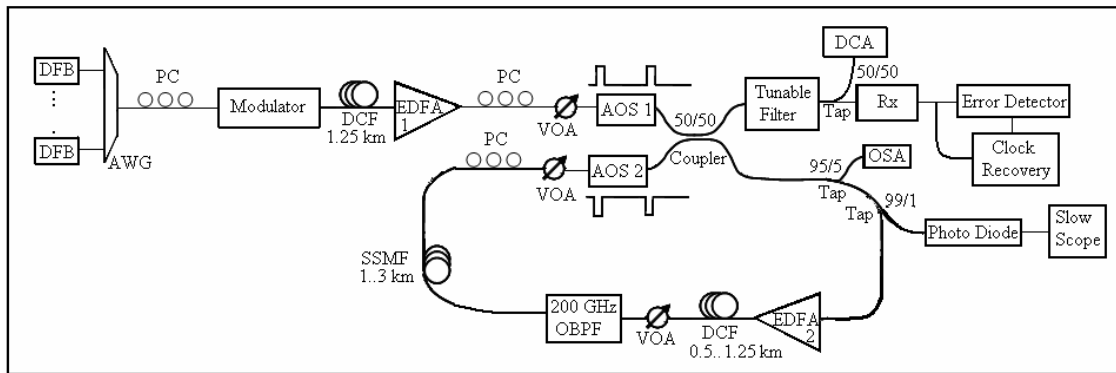 DFB
DFB
AWG
PC
Modulator
DCF
1.25 km
EDFA
1
PC
VOA
AOS 1
50/50
Coupler
Tunable
Filter
DCA
50/50
Tap
Rx
Error Detector
Clock
Recovery
PC
VOA
AOS 2
95/5
Tap
OSA
Tap
99/1
Photo Diode
Slow
Scope
SSMF
1..3 km
200 GHz
OBPF
VOA
DCF
0.5.. 1.25 km
EDFA
2